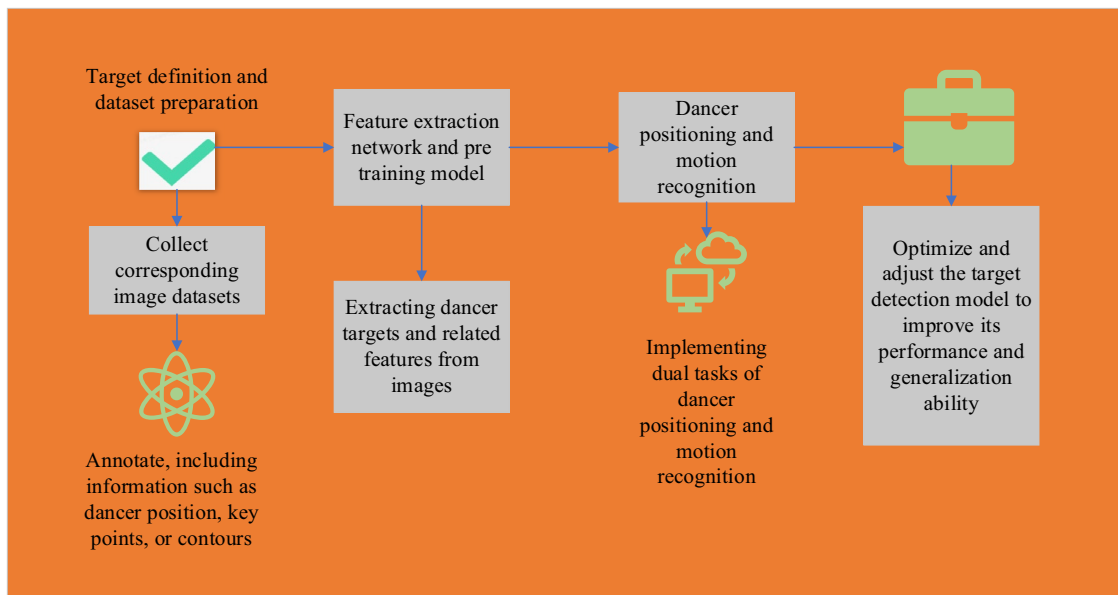 Target definition and
dataset preparation
Collect
corresponding
image datasets
Annotate, including
information such as
dancer position, key
points, or contours
Feature extraction
network and pre
training model
Extracting dancer
targets and related
features from
images
Dancer
positioning and
motion
recognition
Implementing
dual tasks of
dancer
positioning and
motion
recognition
Optimize and
adjust the target
detection model to
improve its
performance and
generalization
ability